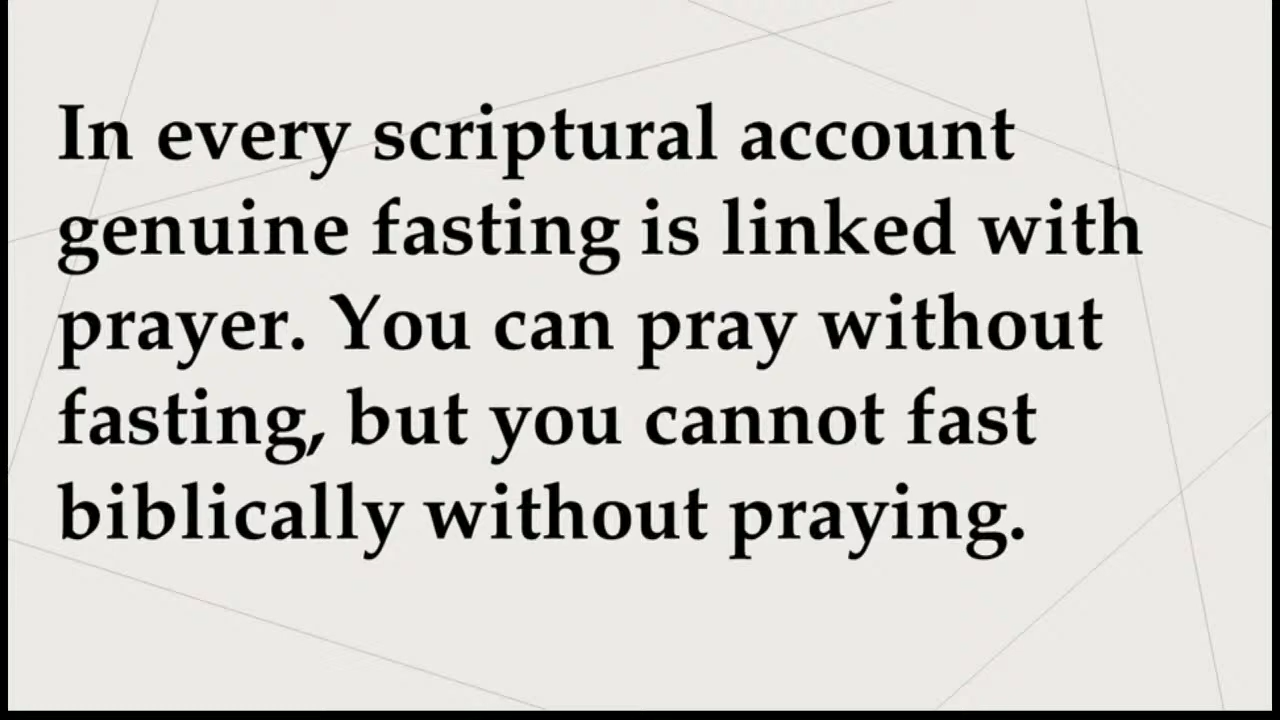 In every scriptural account
genuine fasting is linked with
prayer. You can pray without
fasting, but you cannot fast
biblically without praying.